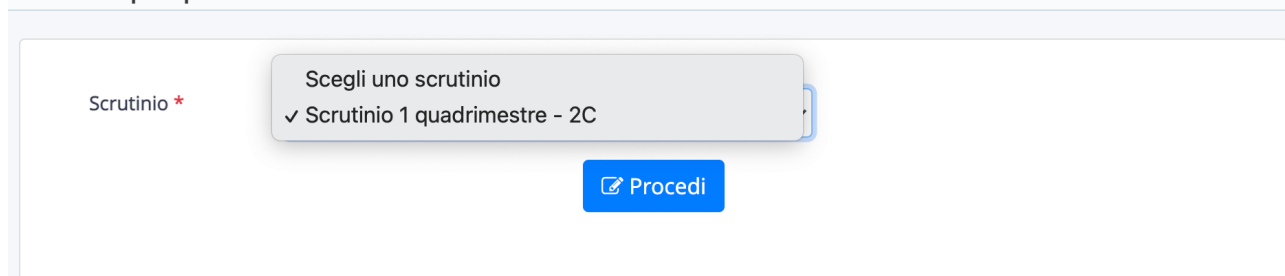 Scegli uno scrutinio
Scrutinio *
✓ Scrutinio 1 quadrimestre - 2C
Procedi